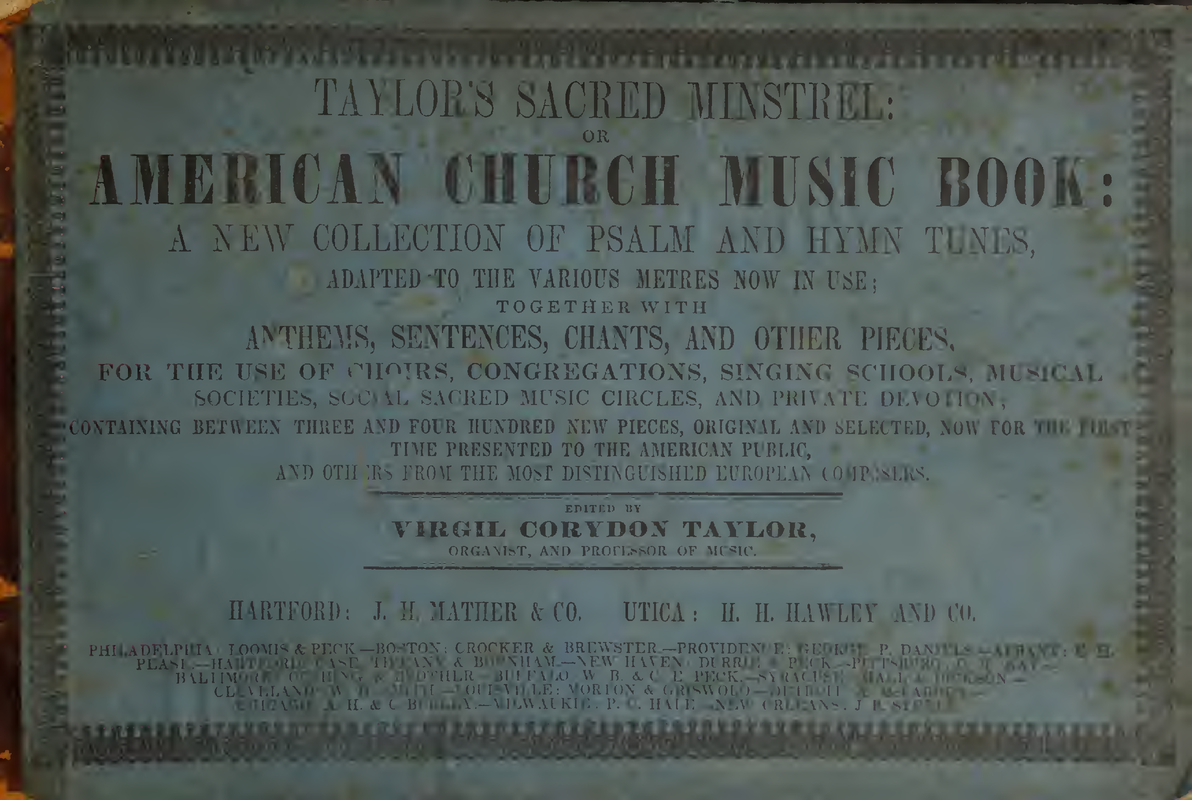 TAYLOR'S SACRED MINSTREL:
OR
AMERICAN CHURCH MUSIC BOOK:
A NEW COLLECTION OF PSALM AND HYMN TUNES,
ADAPTED TO THE VARIOUS METRES NOW IN USE;
TOGETHER WITH
ANTHEMS, SENTENCES, CHANTS, AND OTHER PIECES,
FOR THE USE OF CHOIRS, CONGREGATIONS, SINGING SCHOOLS, MUSICAL
SOCIETIES, SOCIAL SACRED MUSIC CIRCLES, AND PRIVATE DEVOTION;
CONTAINING BETWEEN THREE AND FOUR HUNDRED NEW PIECES, ORIGINAL AND SELECTED, NOW FOR THE FIRST
TIME PRESENTED TO THE AMERICAN PUBLIC,
AND OTHERS FROM THE MOST DISTINGUISHED EUROPEAN COMPOSERS.
EDITED BY
VIRGIL CORYDON TAYLOR,
ORGANIST, AND PROFESSOR OF MUSIC.
HARTFORD: J. H. MATHER & CO. UTICA: H. H. HAWLEY AND CO.
PHILADELPHIA: LOOMIS & PECK.—BOSTON: CROCKER & BREWSTER.—PROVIDENCE: GEORGE P. DANIELS.—ALBANY: E. H.
PEASE.—HARTFORD: CASE, TIFFANY & BURNHAM.—NEW HAVEN: DURRIE & PECK.—PITTSBURG:
BALTIMORE: & BROTHER.—BUFFALO: W. B. & C. E. PECK.—SYRACUSE: HALL & DICKSON.—
CLEVELAND: SMITH.—LOUISVILLE: MORTON & GRISWOLD.—DETROIT:
CHICAGO: A. H. & C. BURLEY.—MILWAUKIE: P. C. HALE.—NEW ORLEANS: J. B. STEEL.